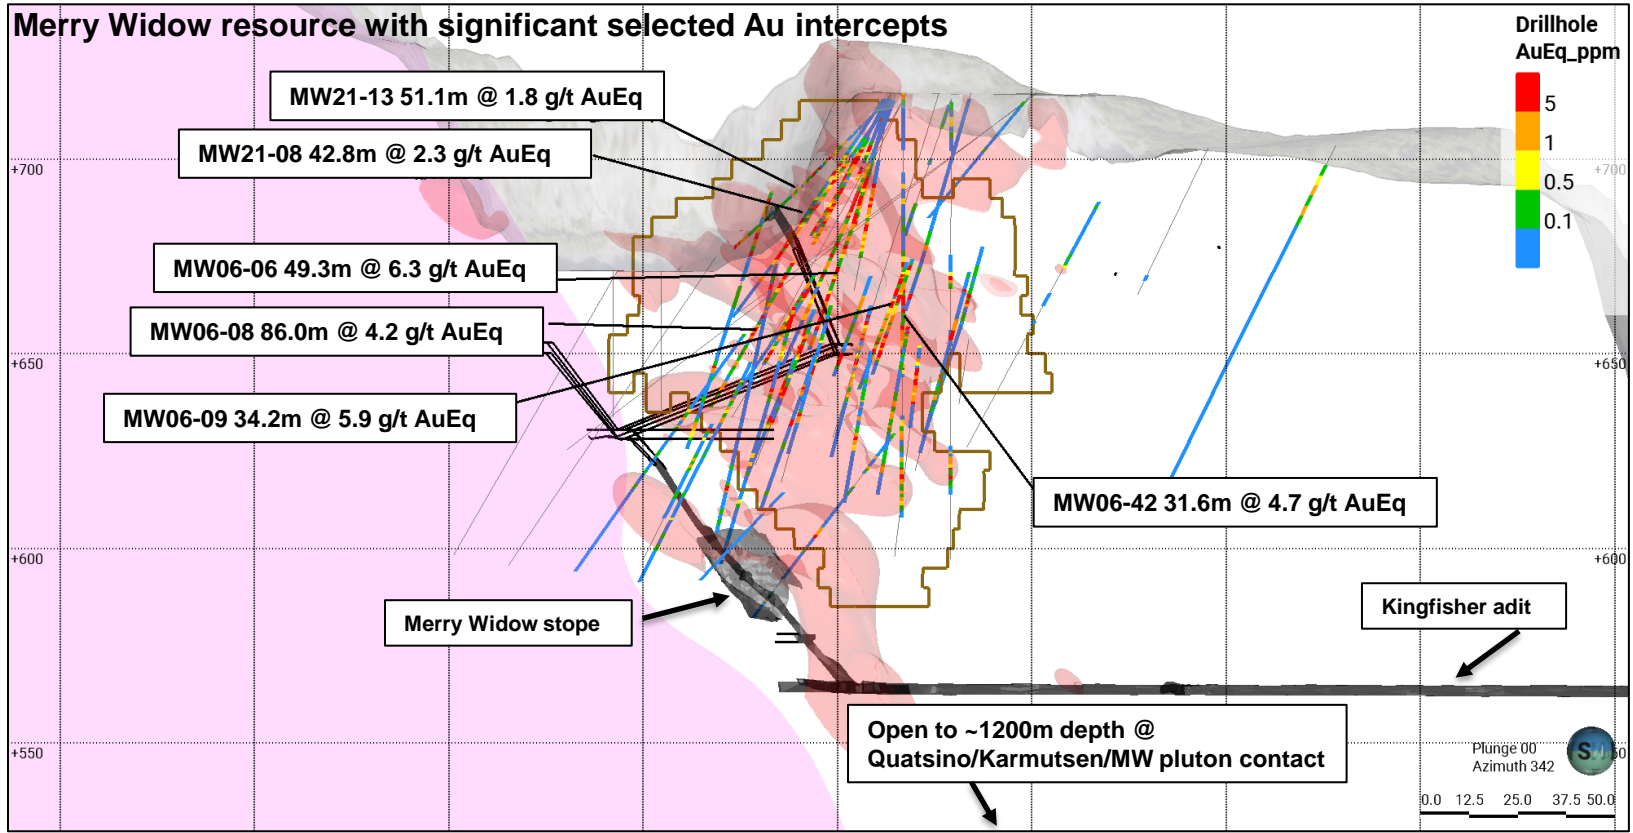 Merry Widow resource with significant selected Au intercepts
Drillhole
AuEq_ppm
5
1
0.5
0.1
MW21-13 51.1m @ 1.8 g/t AuEq
MW21-08 42.8m @ 2.3 g/t AuEq
+700
+700
MW06-06 49.3m @ 6.3 g/t AuEq
MW06-08 86.0m @ 4.2 g/t AuEq
+650
+650
MW06-09 34.2m @ 5.9 g/t AuEq
MW06-42 31.6m @ 4.7 g/t AuEq
+600
+600
Merry Widow stope
Kingfisher adit
Open to ~1200m depth @
Quatsino/Karmutsen/MW pluton contact
+550
Plunge 00
Azimuth 342
S
0.0 12.5 25.0 37.5 50.0